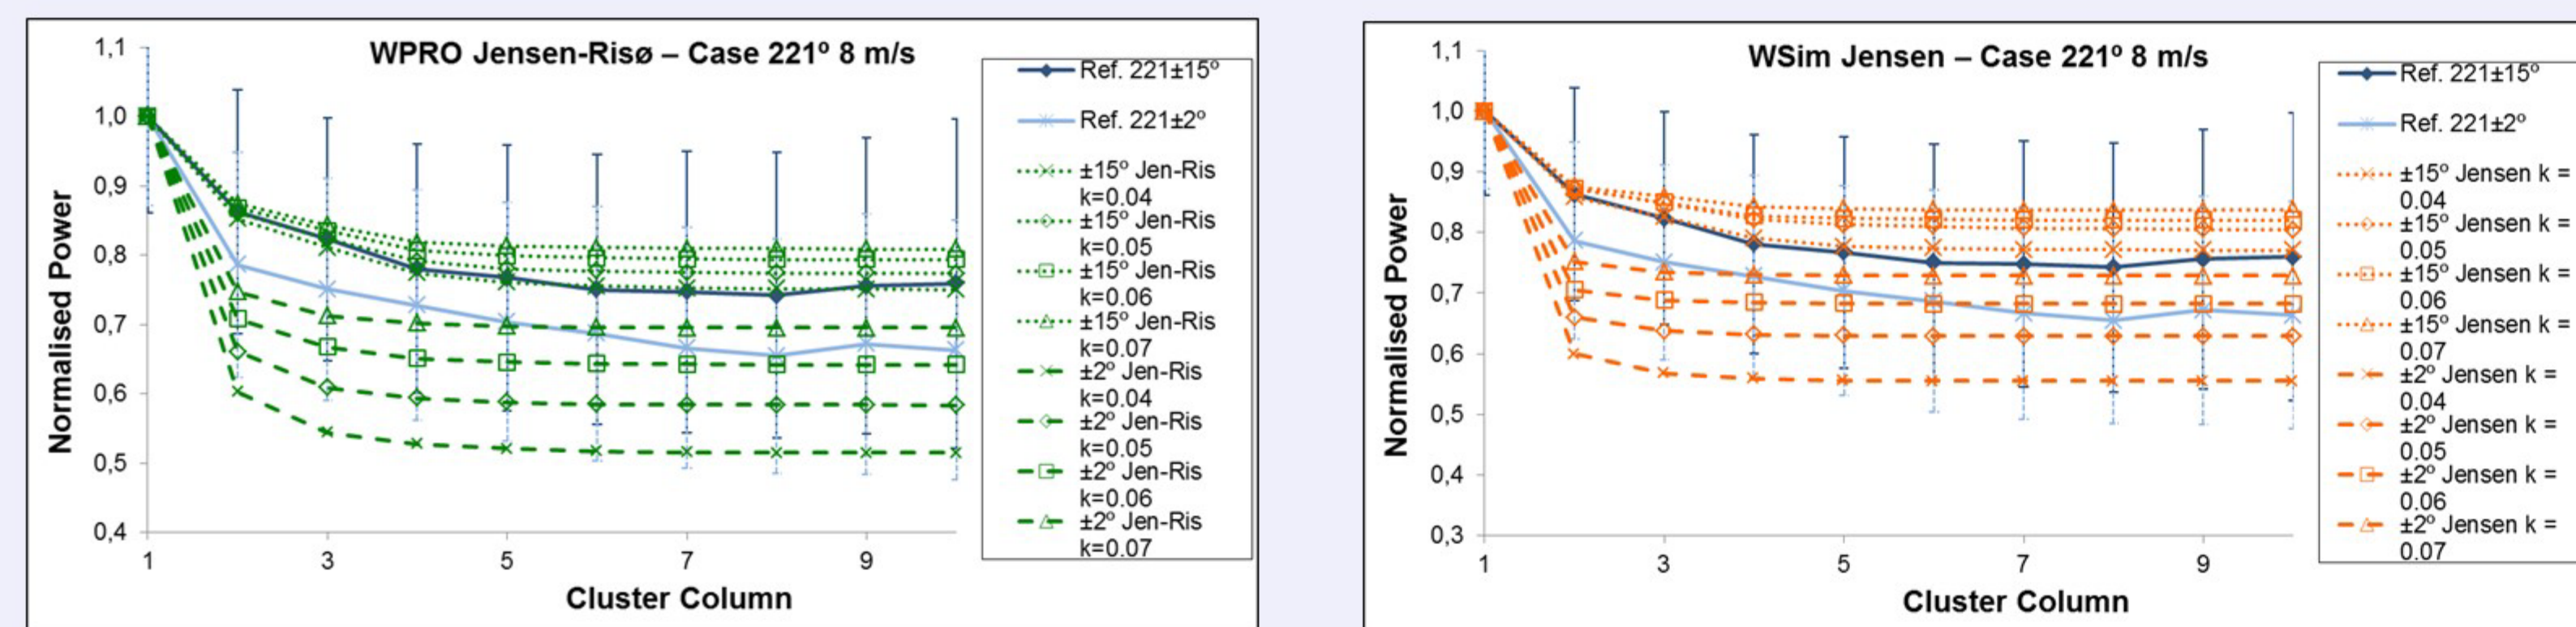 WPRO Jensen-Risø – Case 221º 8 m/s
Normalised Power
1,1
1,0
0,9
0,8
0,7
0,6
0,5
0,4
1
3
5
7
9
Cluster Column
Ref. 221±15º
Ref. 221±2º
±15º Jen-Ris
k=0.04
±15º Jen-Ris
k=0.05
±15º Jen-Ris
k=0.06
±15º Jen-Ris
k=0.07
±2º Jen-Ris
k=0.04
±2º Jen-Ris
k=0.05
±2º Jen-Ris
k=0.06
±2º Jen-Ris
k=0.07
WSim Jensen – Case 221º 8 m/s
Normalised Power
1,1
1,0
0,9
0,8
0,7
0,6
0,5
0,4
0,3
1
3
5
7
9
Cluster Column
Ref. 221±15º
Ref. 221±2º
±15º Jensen k =
0.04
±15º Jensen k =
0.05
±15º Jensen k =
0.06
±15º Jensen k =
0.07
±2º Jensen k =
0.04
±2º Jensen k =
0.05
±2º Jensen k =
0.06
±2º Jensen k =
0.07